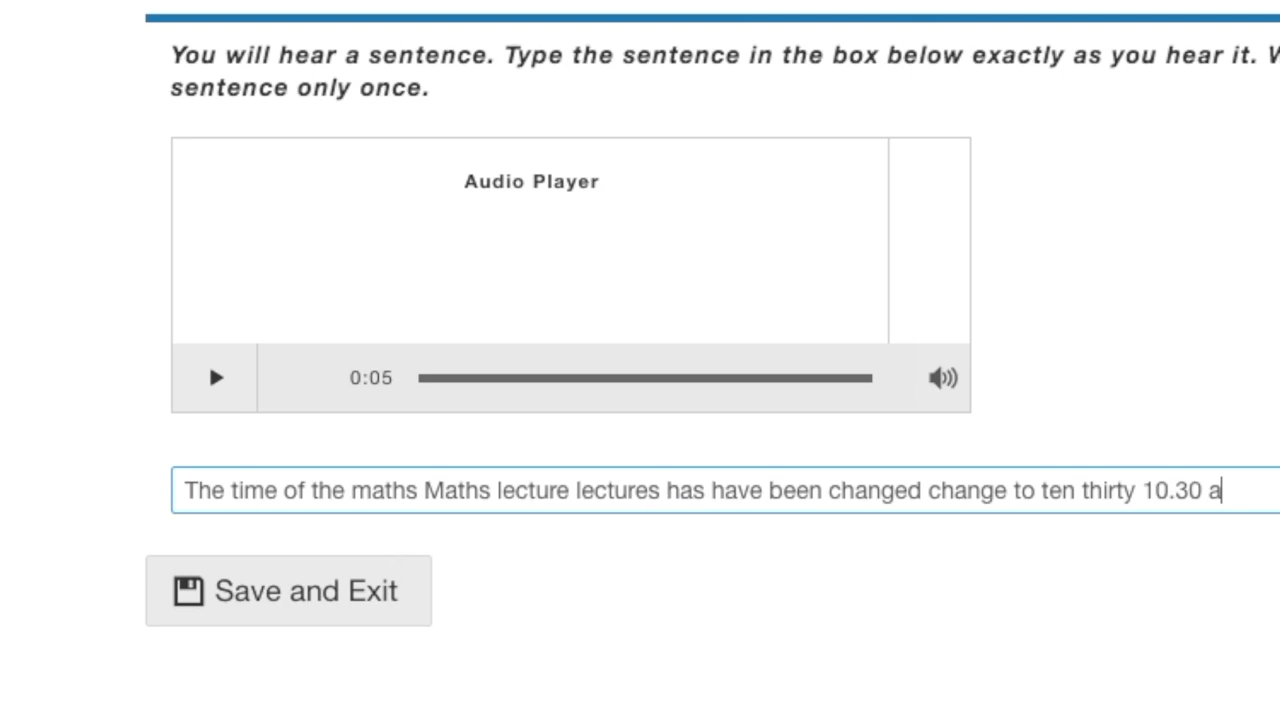 You will hear a sentence. Type the sentence in the box below exactly as you hear it.
sentence only once.
Audio Player
0:05
The time of the maths Maths lecture lectures has have been changed change to ten thirty 10.30 a
Save and Exit